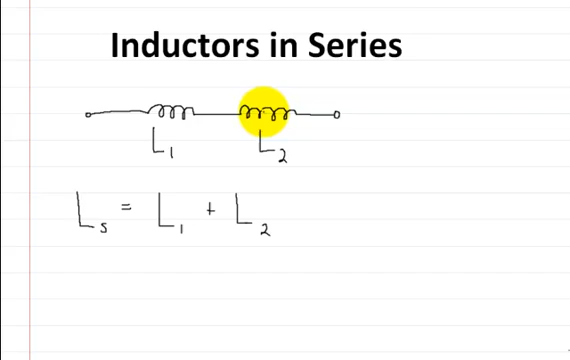 Inductors in Series
L₁ L₂
Lₛ = L₁ + L₂